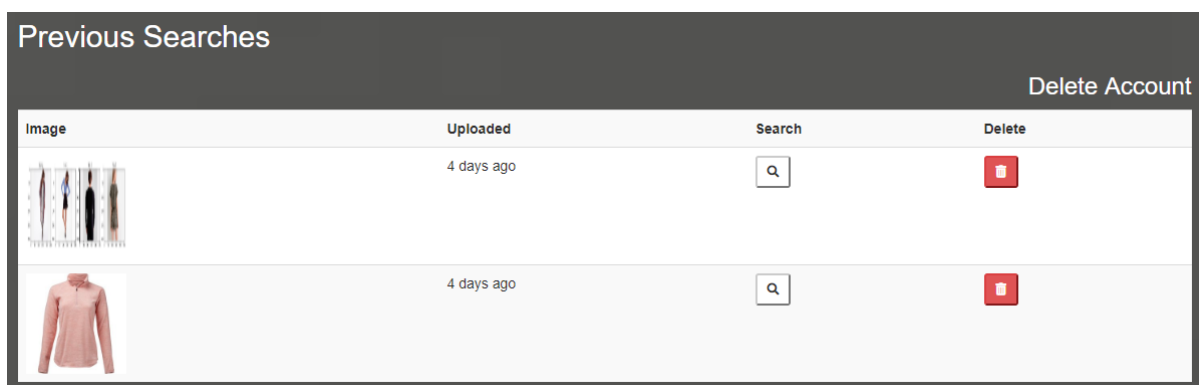 Previous Searches
Delete Account
Image Uploaded Search Delete
4 days ago
4 days ago